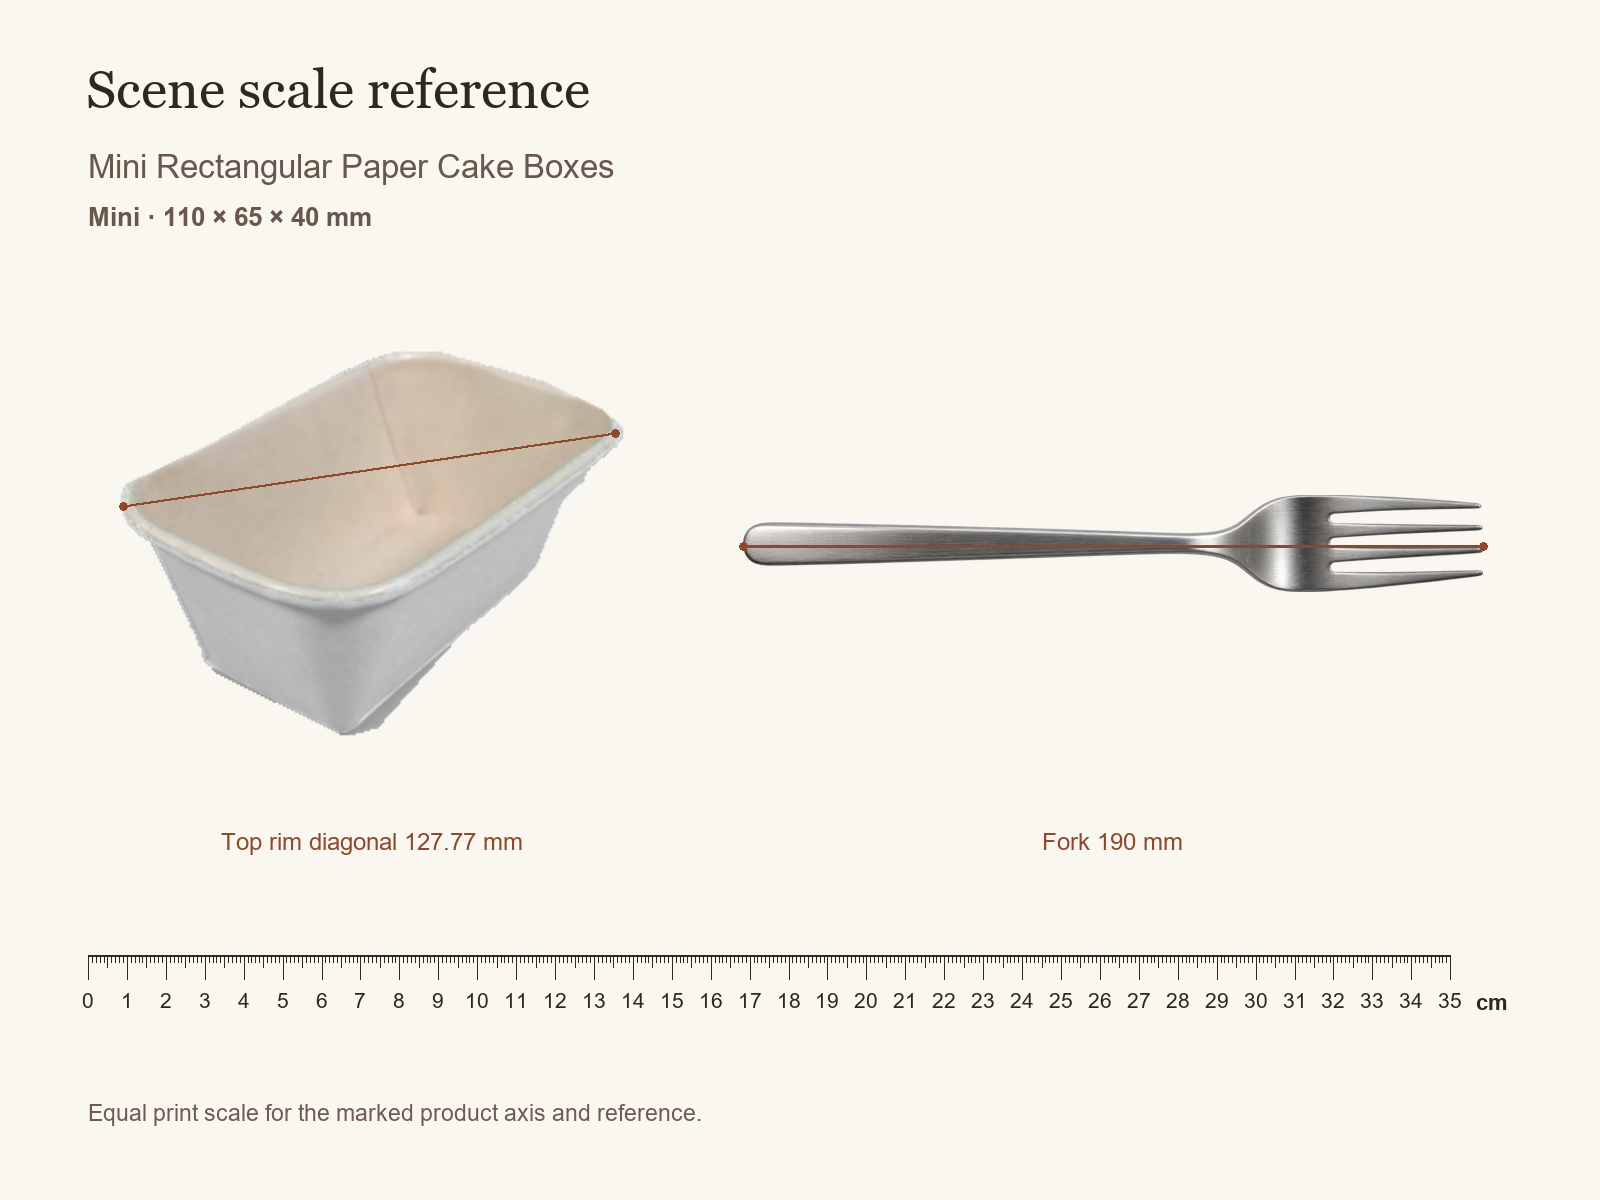 Scene scale reference
Mini Rectangular Paper Cake Boxes
Mini · 110 × 65 × 40 mm
Top rim diagonal 127.77 mm
Fork 190 mm
0 1 2 3 4 5 6 7 8 9 10 11 12 13 14 15 16 17 18 19 20 21 22 23 24 25 26 27 28 29 30 31 32 33 34 35 cm
Equal print scale for the marked product axis and reference.